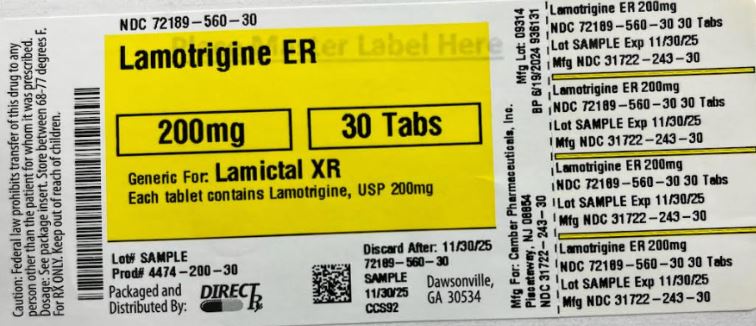 NDC 72189-560-30
Place Master Label Here
Lamotrigine ER
200mg
30 Tabs
Generic For: Lamictal XR
Each tablet contains Lamotrigine, USP 200mg
Lot# SAMPLE
Prod# 4474-200-30
Packaged and
Distributed By:
DIRECT Rx
Discard After: 11/30/25
72189-560-30
SAMPLE
11/30/25
CCS92
Dawsonville,
GA 30534
Caution: Federal law prohibits transfer of this drug to any
person other than the patient for whom it was prescribed.
Dosage: See package insert. Store between 68-77 degrees F.
For RX ONLY. Keep out of reach of children.
Mfg For: Camber Pharmaceuticals, Inc.
Piscataway, NJ 08854
NDC 31722-243-30
Mfg Lot: 09314
BP 6/19/2024 936131
Lamotrigine ER 200mg
NDC 72189-560-30 30 Tabs
Lot SAMPLE Exp 11/30/25
Mfg NDC 31722-243-30
Lamotrigine ER 200mg
NDC 72189-560-30 30 Tabs
Lot SAMPLE Exp 11/30/25
Mfg NDC 31722-243-30
Lamotrigine ER 200mg
NDC 72189-560-30 30 Tabs
Lot SAMPLE Exp 11/30/25
Mfg NDC 31722-243-30
Lamotrigine ER 200mg
NDC 72189-560-30 30 Tabs
Lot SAMPLE Exp 11/30/25
Mfg NDC 31722-243-30